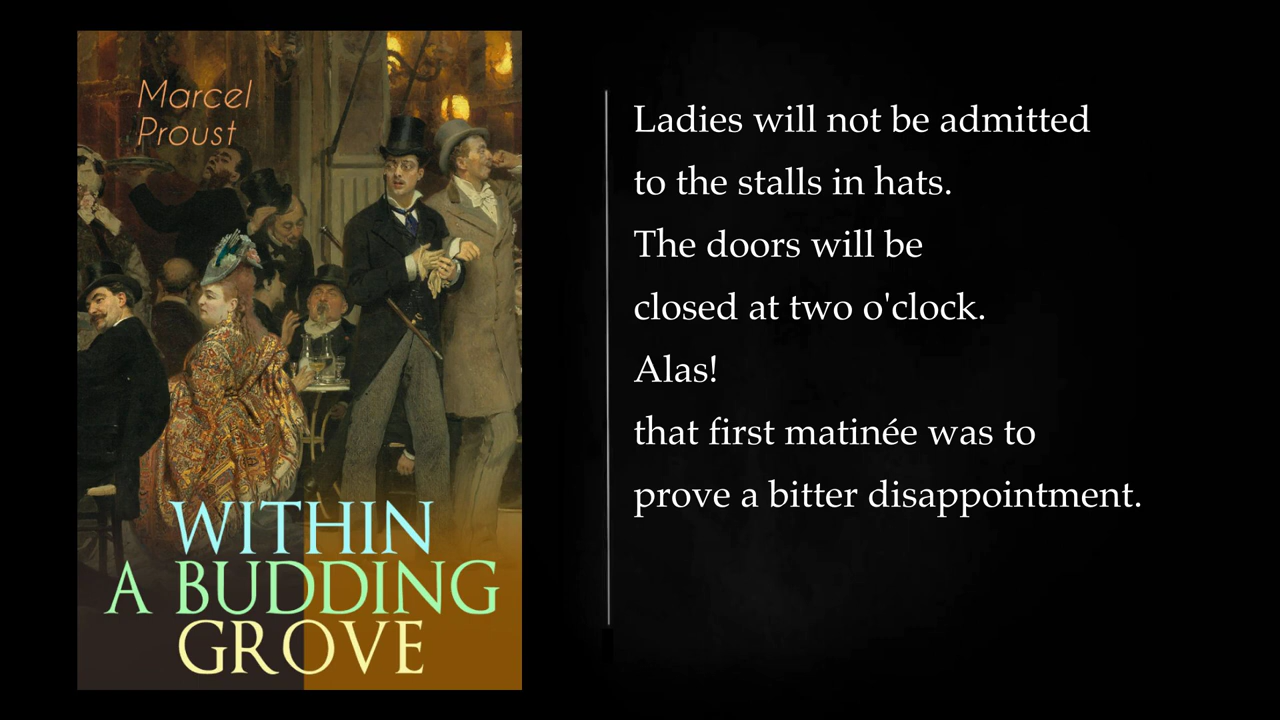 Marcel
Proust
WITHIN
A BUDDING
GROVE
Ladies will not be admitted
to the stalls in hats.
The doors will be
closed at two o'clock.
Alas!
that first matinée was to
prove a bitter disappointment.